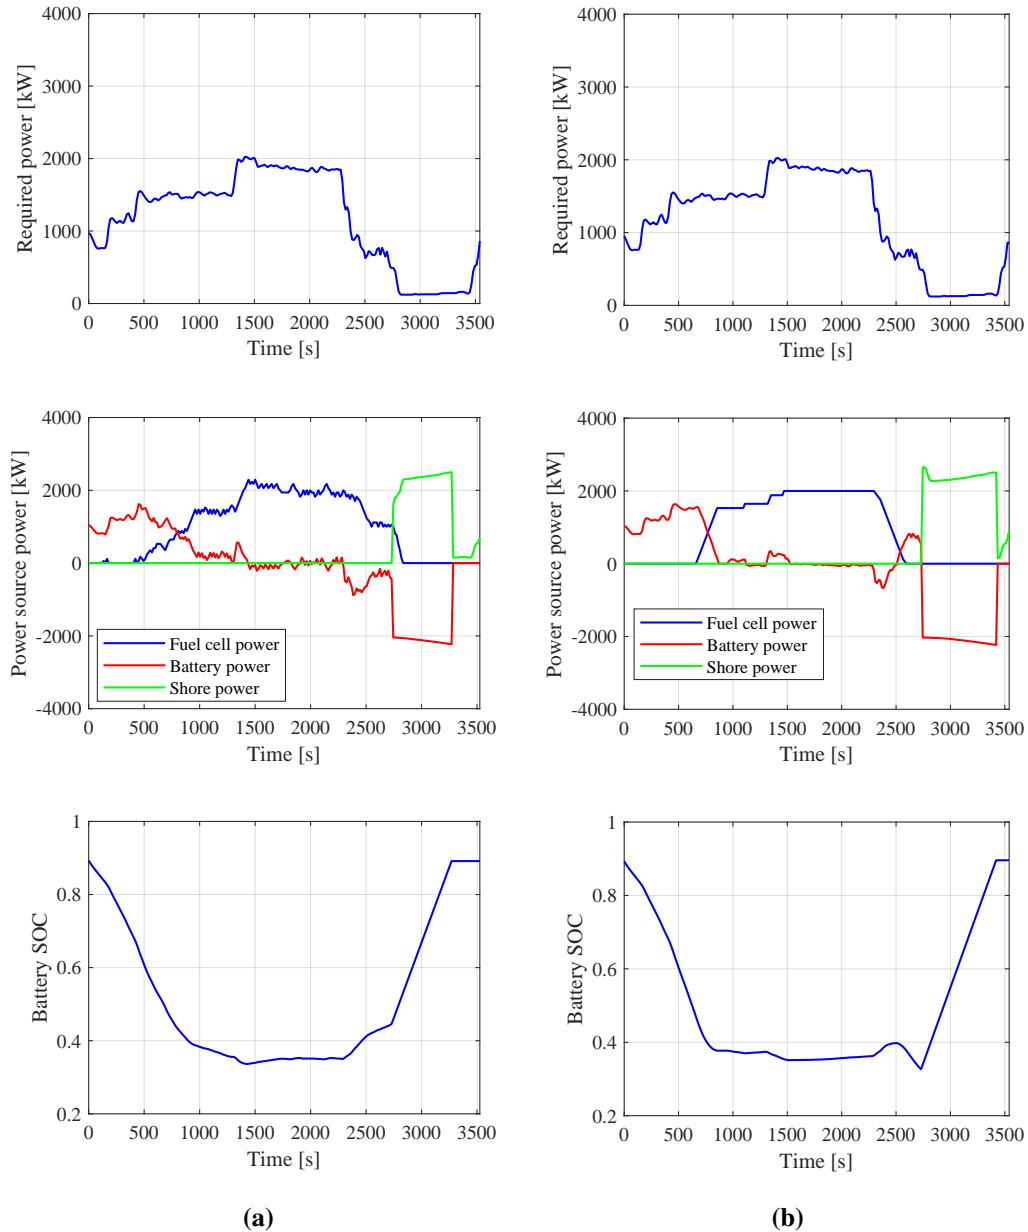 4000
3000
2000
1000
0
Required power [kW]
0 500 1000 1500 2000 2500 3000 3500
Time [s]
4000
3000
2000
1000
0
Required power [kW]
0 500 1000 1500 2000 2500 3000 3500
Time [s]
4000
2000
0
-2000
-4000
Power source power [kW]
Fuel cell power
Battery power
Shore power
0 500 1000 1500 2000 2500 3000 3500
Time [s]
4000
2000
0
-2000
-4000
Power source power [kW]
Fuel cell power
Battery power
Shore power
0 500 1000 1500 2000 2500 3000 3500
Time [s]
1
0.8
0.6
0.4
0.2
Battery SOC
0 500 1000 1500 2000 2500 3000 3500
Time [s]
1
0.8
0.6
0.4
0.2
Battery SOC
0 500 1000 1500 2000 2500 3000 3500
Time [s]
(a)
(b)